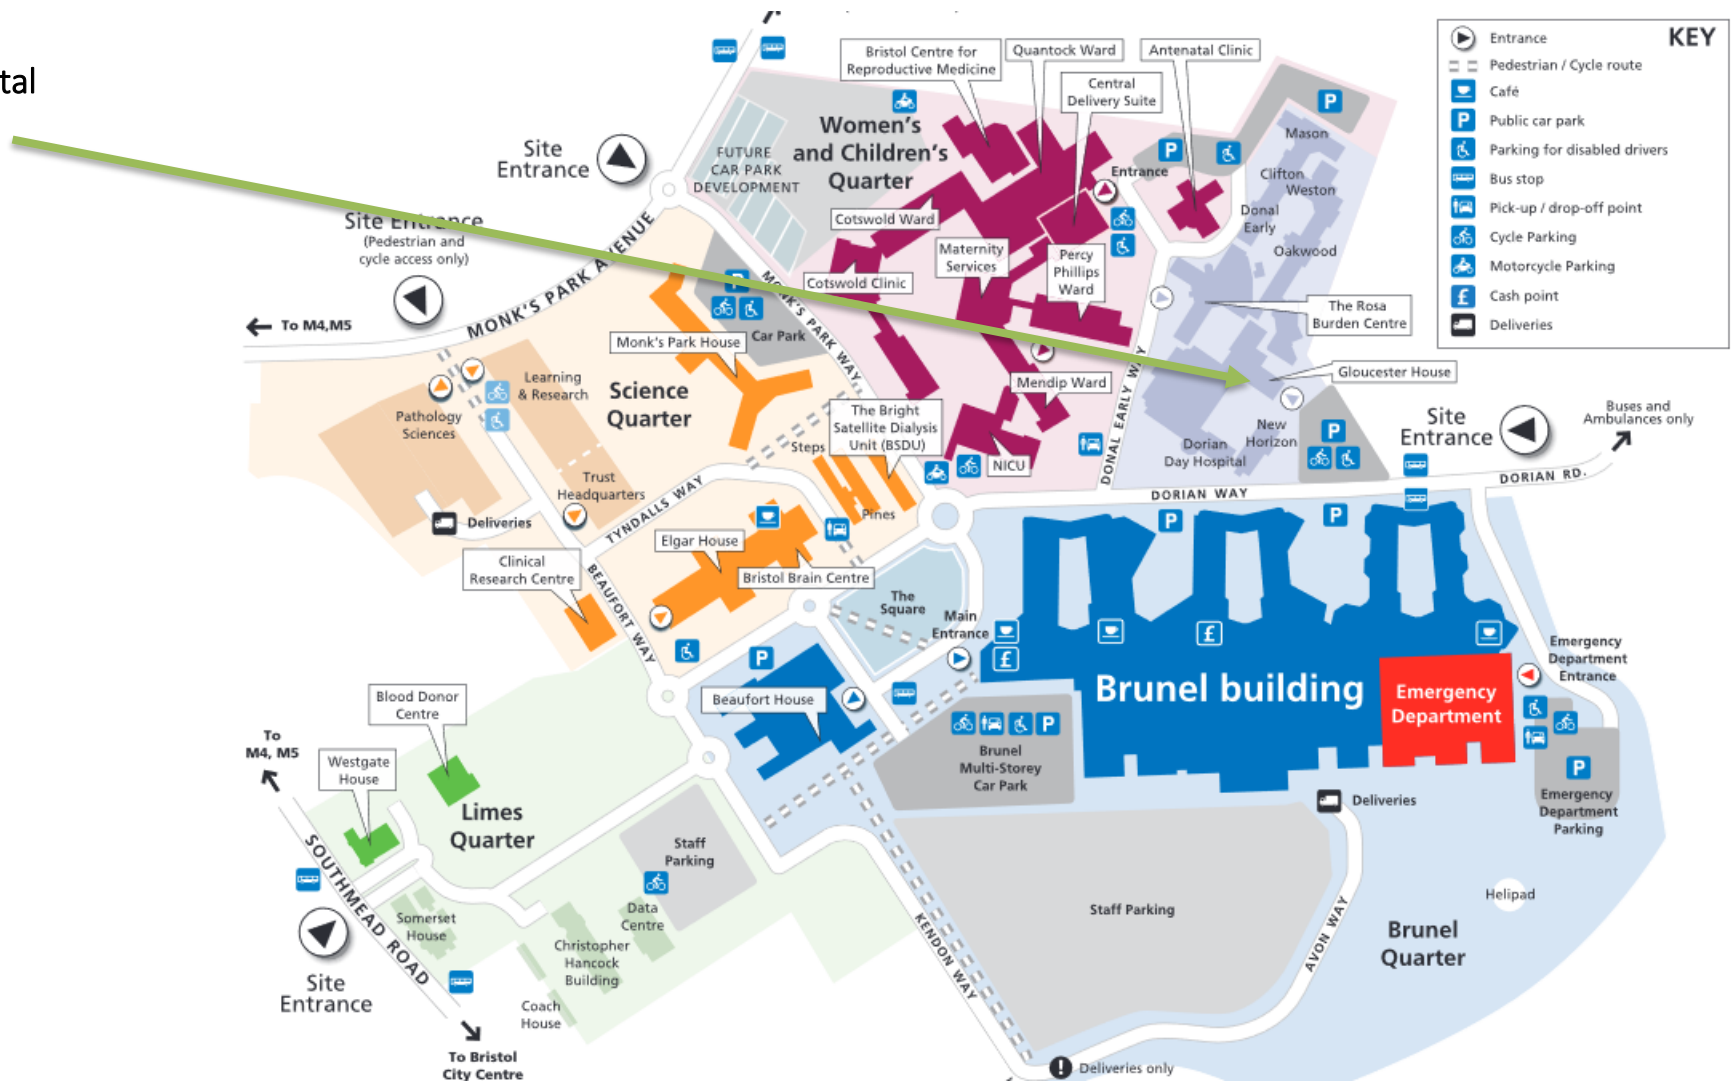 tal
KEY
Entrance
Pedestrian / Cycle route
Café
P
Public car park
Parking for disabled drivers
Bus stop
Pick-up / drop-off point
Cycle Parking
Motorcycle Parking
£
Cash point
Deliveries
Bristol Centre for
Reproductive Medicine
Quantock Ward
Antenatal Clinic
Central
Delivery Suite
Women's
and Children's
Quarter
FUTURE
CAR PARK
DEVELOPMENT
Site
Entrance
Site Entrance
(Pedestrian and
cycle access only)
Entrance
P
P
Mason
Clifton
Weston
Donal
Early
Oakwood
Cotswold Ward
Maternity
Services
Percy
Phillips
Ward
Cotswold Clinic
The Rosa
Burden Centre
Gloucester House
MONK'S PARK AVENUE
MONK'S PARK WAY
To M4,M5
P
Car Park
Monk's Park House
Science
Quarter
Learning
& Research
Pathology
Sciences
Mendip Ward
The Bright
Satellite Dialysis
Unit (BSDU)
Steps
NICU
DONAL EARLY WAY
New
Horizon
Dorian
Day Hospital
P
Site
Entrance
Buses and
Ambulances only
DORIAN WAY
DORIAN RD.
Trust
Headquarters
Deliveries
TYNDALLS WAY
Pines
Elgar House
Clinical
Research Centre
Bristol Brain Centre
BEAUFORT WAY
The
Square
Main
Entrance
P
P
£
£
Brunel building
Emergency
Department
Emergency
Department
Entrance
P
Beaufort House
P
Brunel
Multi-Storey
Car Park
P
Emergency
Department
Parking
Deliveries
Blood Donor
Centre
To
M4, M5
Westgate
House
Limes
Quarter
SOUTHMEAD ROAD
Staff
Parking
Somerset
House
Data
Centre
Christopher
Hancock
Building
Coach
House
Site
Entrance
To Bristol
City Centre
KENDON WAY
Staff Parking
AVON WAY
Helipad
Brunel
Quarter
! Deliveries only